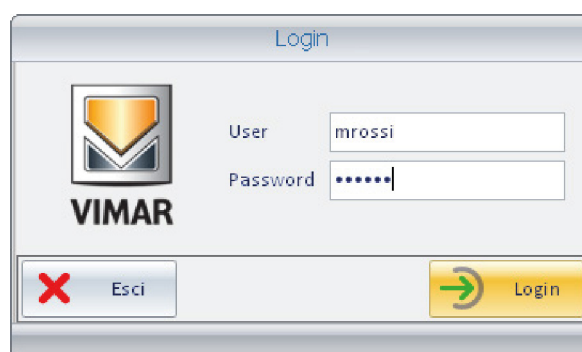 Login
User mrossi
Password ••••••
VIMAR
Esci Login